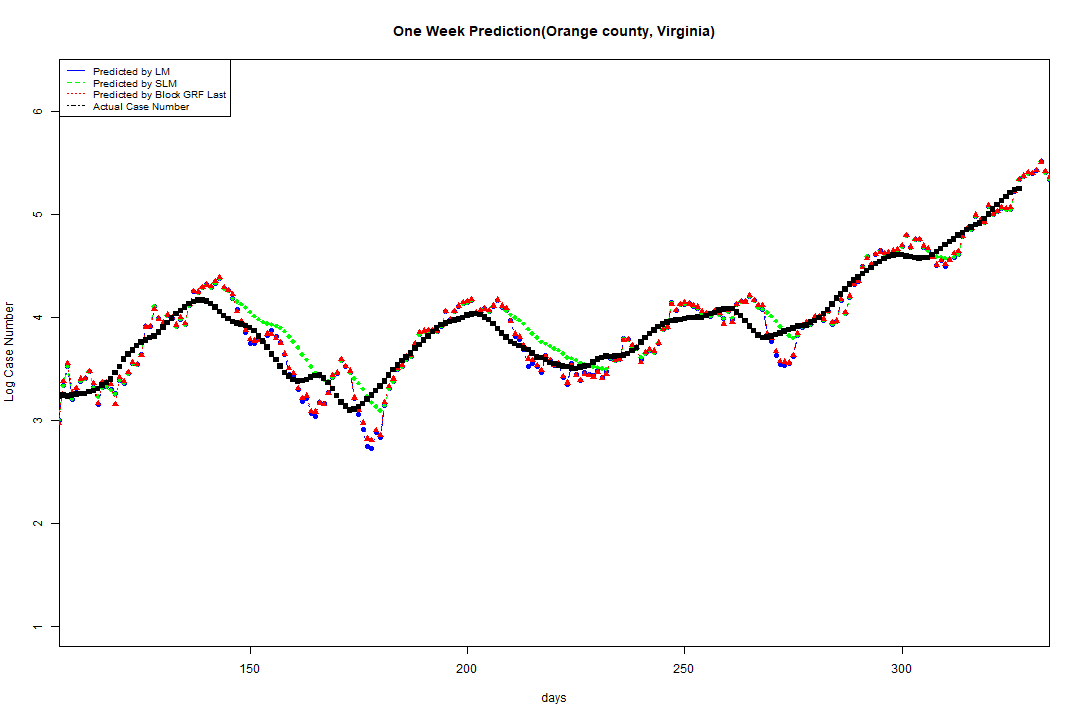 One Week Prediction(Orange county, Virginia)
Predicted by LM
Predicted by SLM
Predicted by Block GRF Last
Actual Case Number
Log Case Number
6
5
4
3
2
1
150
200
250
300
days